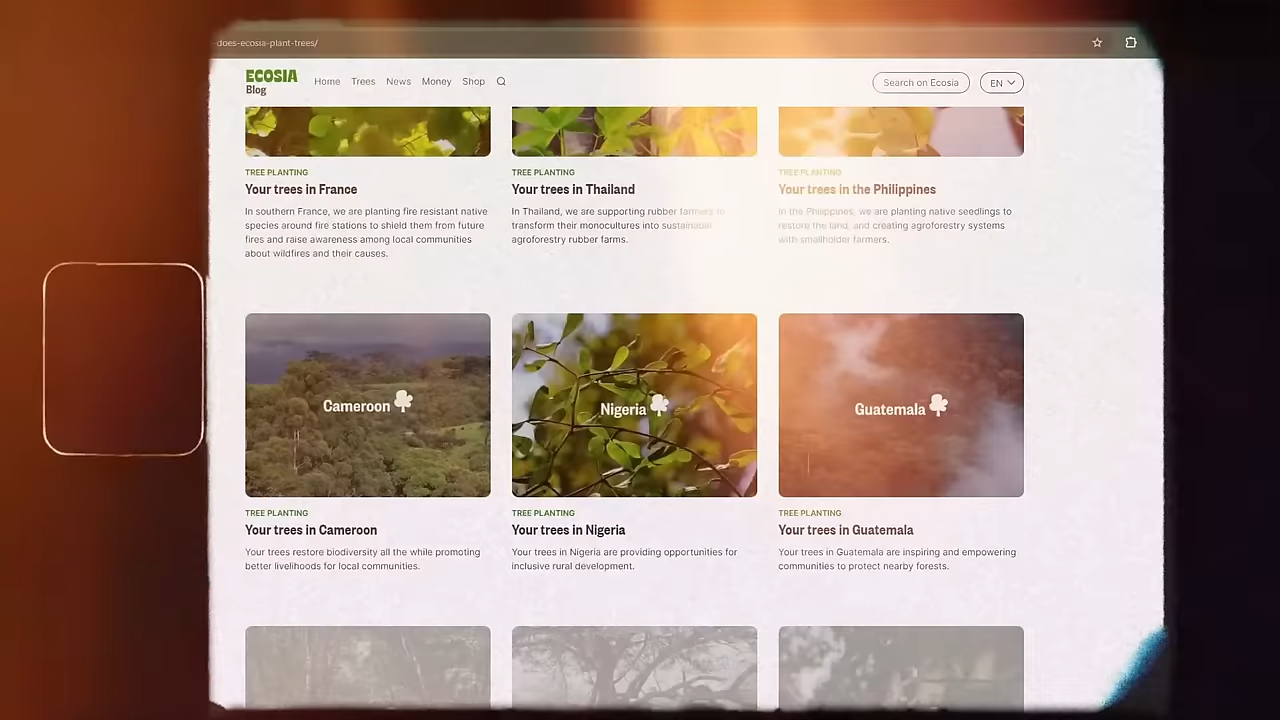 does-ecosia-plant-trees/
ECOSIA
Blog
Home Trees News Money Shop
Search on Ecosia
EN
TREE PLANTING
Your trees in France
In southern France, we are planting fire resistant native
species around fire stations to shield them from future
fires and raise awareness among local communities
about wildfires and their causes.
TREE PLANTING
Your trees in Thailand
In Thailand, we are supporting rubber farmers to
transform their monocultures into sustainable
agroforestry rubber farms.
TREE PLANTING
Your trees in the Philippines
In the Philippines, we are planting native seedlings to
restore the land, and creating agroforestry systems
with smallholder farmers.
Cameroon
TREE PLANTING
Your trees in Cameroon
Your trees restore biodiversity all the while promoting
better livelihoods for local communities.
Nigeria
TREE PLANTING
Your trees in Nigeria
Your trees in Nigeria are providing opportunities for
inclusive rural development.
Guatemala
TREE PLANTING
Your trees in Guatemala
Your trees in Guatemala are inspiring and empowering
communities to protect nearby forests.